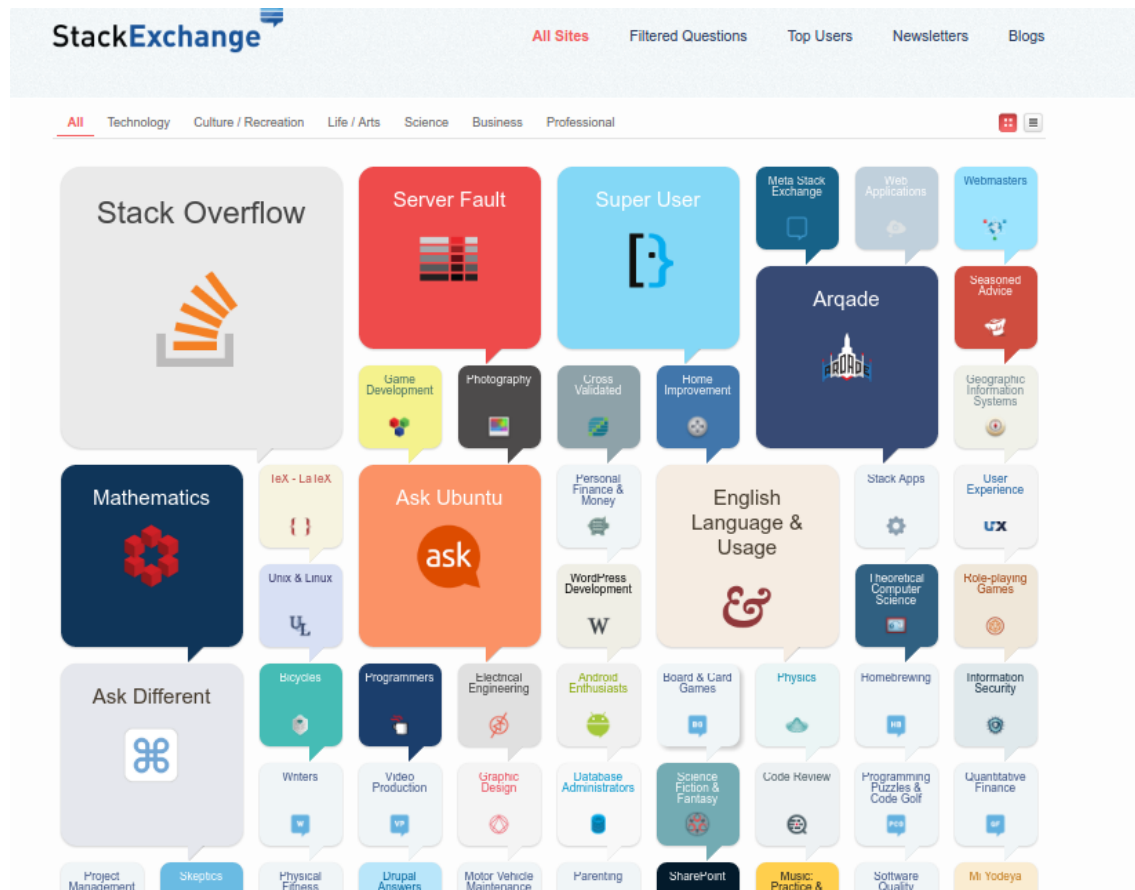 StackExchange
All Sites Filtered Questions Top Users Newsletters Blogs
All Technology Culture / Recreation Life / Arts Science Business Professional
Stack Overflow
Server Fault
Super User
Meta Stack
Exchange
Web
Applications
Webmasters
Arqade
ARQADE
Seasoned
Advice
Game
Development
Photography
Cross
Validated
Home
Improvement
Geographic
Information
Systems
Mathematics
TeX - LaTeX
{ }
Ask Ubuntu
ask
Personal
Finance &
Money
English
Language &
Usage
&
Stack Apps
User
Experience
UX
Unix & Linux
UL
WordPress
Development
W
Theoretical
Computer
Science
Role-playing
Games
Ask Different
Bicycles
Programmers
Electrical
Engineering
Android
Enthusiasts
Board & Card
Games
BG
Physics
Homebrewing
HB
Information
Security
Writers
W
Video
Production
VP
Graphic
Design
Database
Administrators
Science
Fiction &
Fantasy
Code Review
Programming
Puzzles &
Code Golf
PCG
Quantitative
Finance
QF
Project
Management
Skeptics
Physical
Fitness
Drupal
Answers
Motor Vehicle
Maintenance
Parenting
SharePoint
Music:
Practice &
Software
Quality
Mi Yodeya